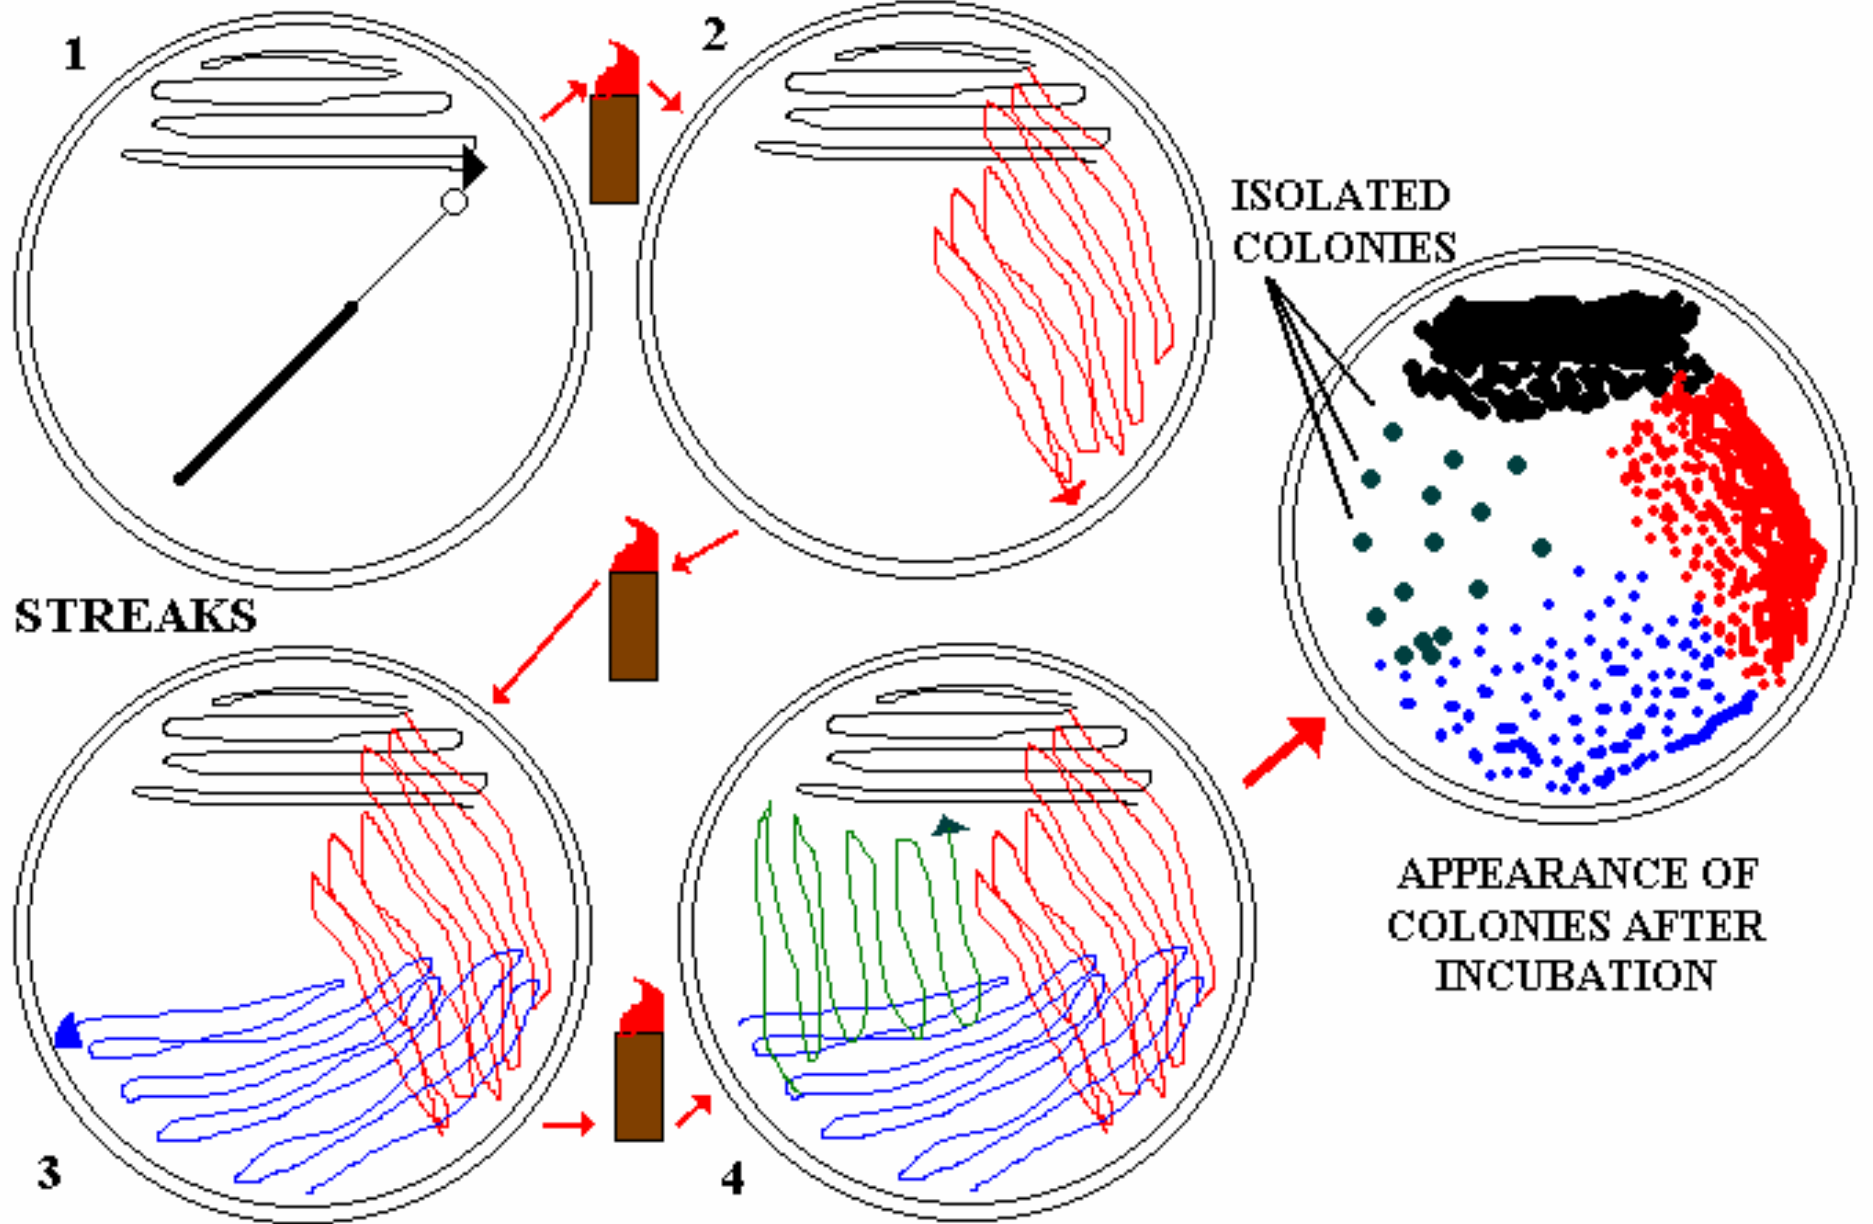 1
2
ISOLATED
COLONIES
STREAKS
3
4
APPEARANCE OF
COLONIES AFTER
INCUBATION